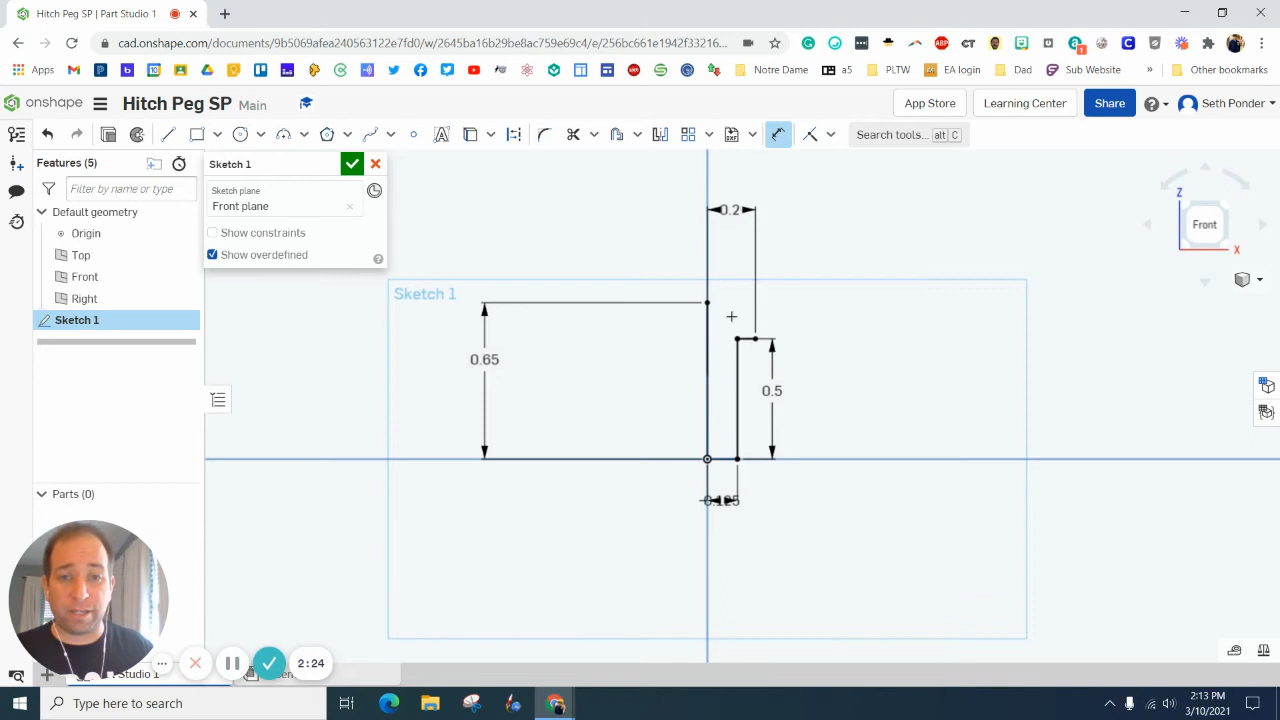 Hitch Peg SP | Part Studio 1
cad.onshape.com/documents/0b5069afea24056312e7fd0/w/2645ba16b29b1e8ac759e69c4/e/256bc661e1942f33216...
Apps
Notre Dame
a5
PLTW
EA login
Dad
Sub Website
»
Other bookmarks
onshape
Hitch Peg SP Main
App Store
Learning Center
Share
Seth Ponder
Search tools... alt C
Features (5)
Filter by name or type
Default geometry
Origin
Top
Front
Right
Sketch 1
Parts (0)
Sketch 1
Sketch plane
Front plane
Show constraints
Show overdefined
Sketch 1
0.2
0.65
0.5
0.125
Z
Front
X
2:24
Type here to search
2:13 PM
3/10/2021